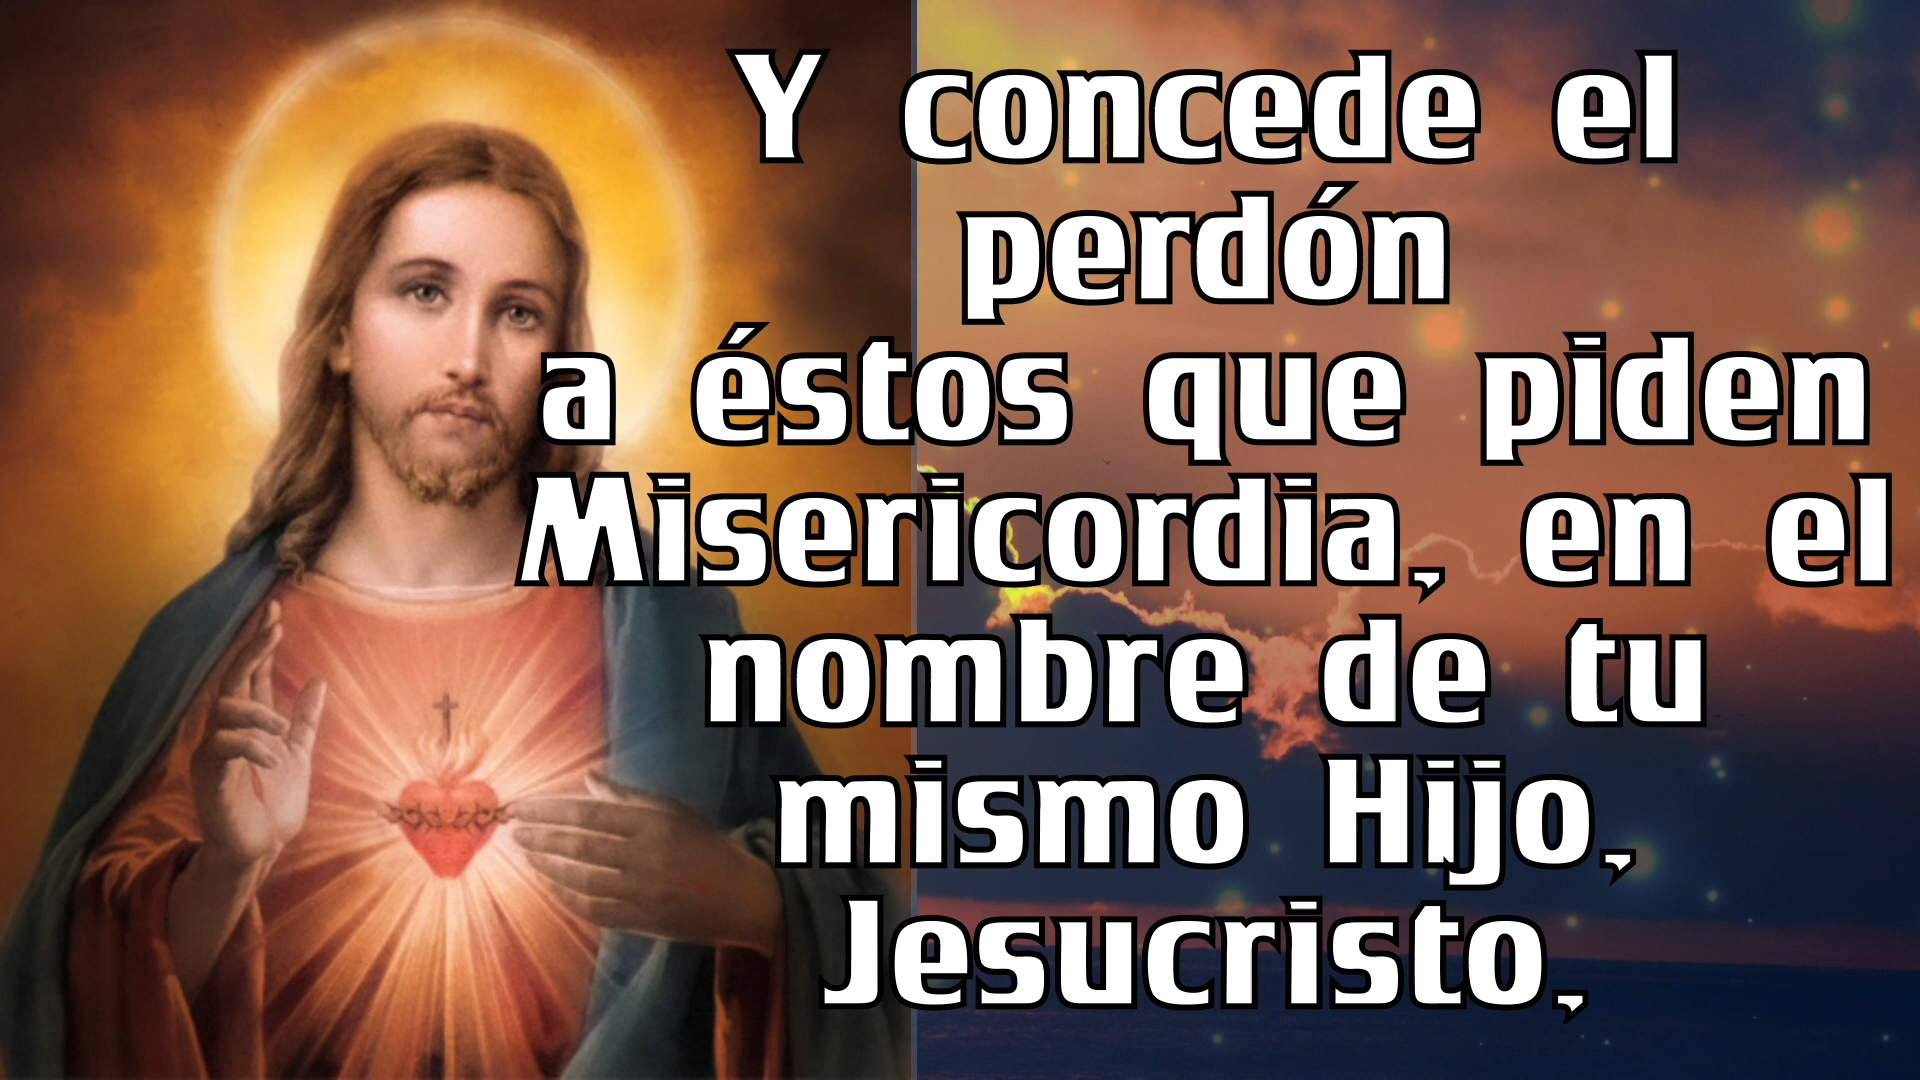 Y concede el
perdón
a éstos que piden
Misericordia, en el
nombre de tu
mismo Hijo,
Jesucristo,